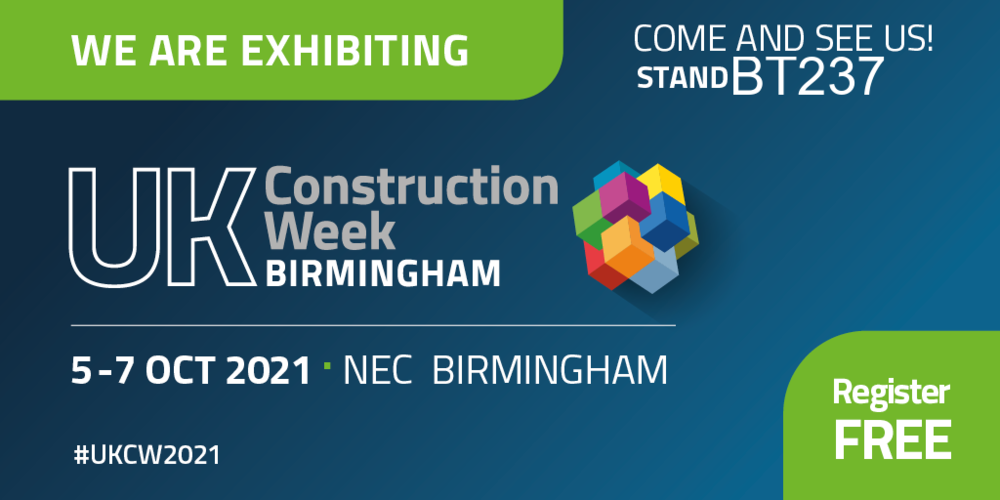 WE ARE EXHIBITING
COME AND SEE US!
STAND BT237
UK Construction
Week
BIRMINGHAM
5-7 OCT 2021 · NEC BIRMINGHAM
#UKCW2021
Register
FREE